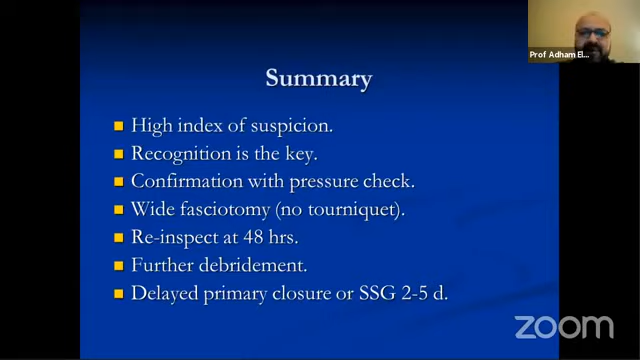 Prof Adham El...
Summary
High index of suspicion.
Recognition is the key.
Confirmation with pressure check.
Wide fasciotomy (no tourniquet).
Re-inspect at 48 hrs.
Further debridement.
Delayed primary closure or SSG 2-5 d.
zoom